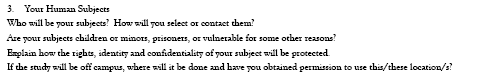 3. Your Human Subjects
Who will be your subjects? How will you select or contact them?
Are your subjects children or minors, prisoners, or vulnerable for some other reasons?
Explain how the rights, identity and confidentiality of your subject will be protected.
If the study will be off campus, where will it be done and have you obtained permission to use this/these location/s?